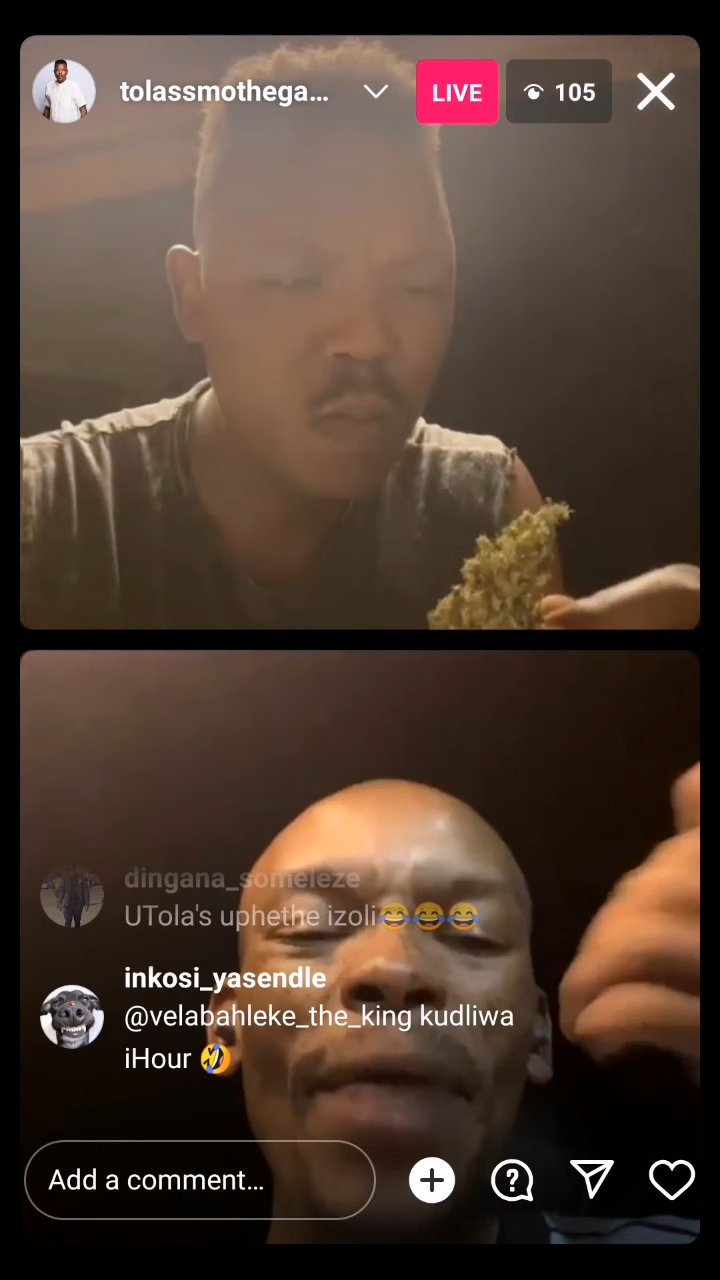 tolassmothega...
LIVE
105
dingana_someleze
UTola's uphethe izoli😂😂😂
inkosi_yasendle
@velabahleke_the_king kudliwa
iHour 🤣
Add a comment...